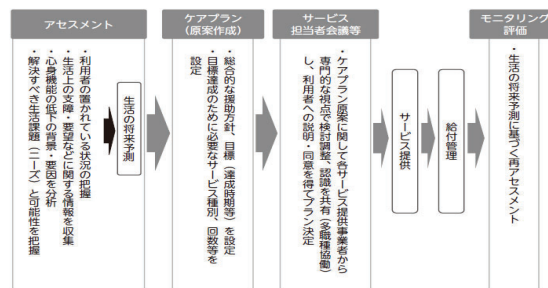 アセスメント
・利用者の置かれている状況の把握
・生活上の支障・要望などに関する情報を収集
・心身機能の低下の背景・要因を分析
・解決すべき生活課題（ニーズ）と可能性を把握
生活の将来予測
ケアプラン
（原案作成）
・総合的な援助方針、目標（達成時期等）を設定
・目標達成のために必要なサービス種別、回数等を
設定
サービス
担当者会議等
・ケアプラン原案に関して各サービス提供事業者から
専門的な視点で検討調整、認識を共有（多職種協働）
し、利用者への説明・同意を得てプラン決定
サービス提供
給付管理
モニタリング
評価
・生活の将来予測に基づく再アセスメント